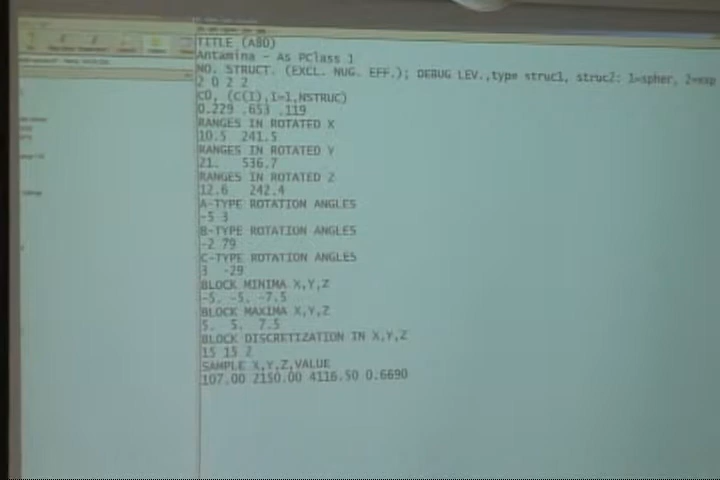 TITLE (A80)
Antamina - As PClass 1
NO. STRUCT. (EXCL. NUG. EFF.); DEBUG LEV.,type struc1, struc2: 1=spher, 2=exp
2 0 2 2
C0, (C(I),I=1,NSTRUC)
0.229 .653 .119
RANGES IN ROTATED X
10.5 241.5
RANGES IN ROTATED Y
21. 536.7
RANGES IN ROTATED Z
12.6 242.4
A-TYPE ROTATION ANGLES
-5 3
B-TYPE ROTATION ANGLES
-2 79
C-TYPE ROTATION ANGLES
3 -29
BLOCK MINIMA X,Y,Z
-5. -5. -7.5
BLOCK MAXIMA X,Y,Z
5. 5. 7.5
BLOCK DISCRETIZATION IN X,Y,Z
15 15 2
SAMPLE X,Y,Z,VALUE
107.00 2150.00 4116.50 0.6690